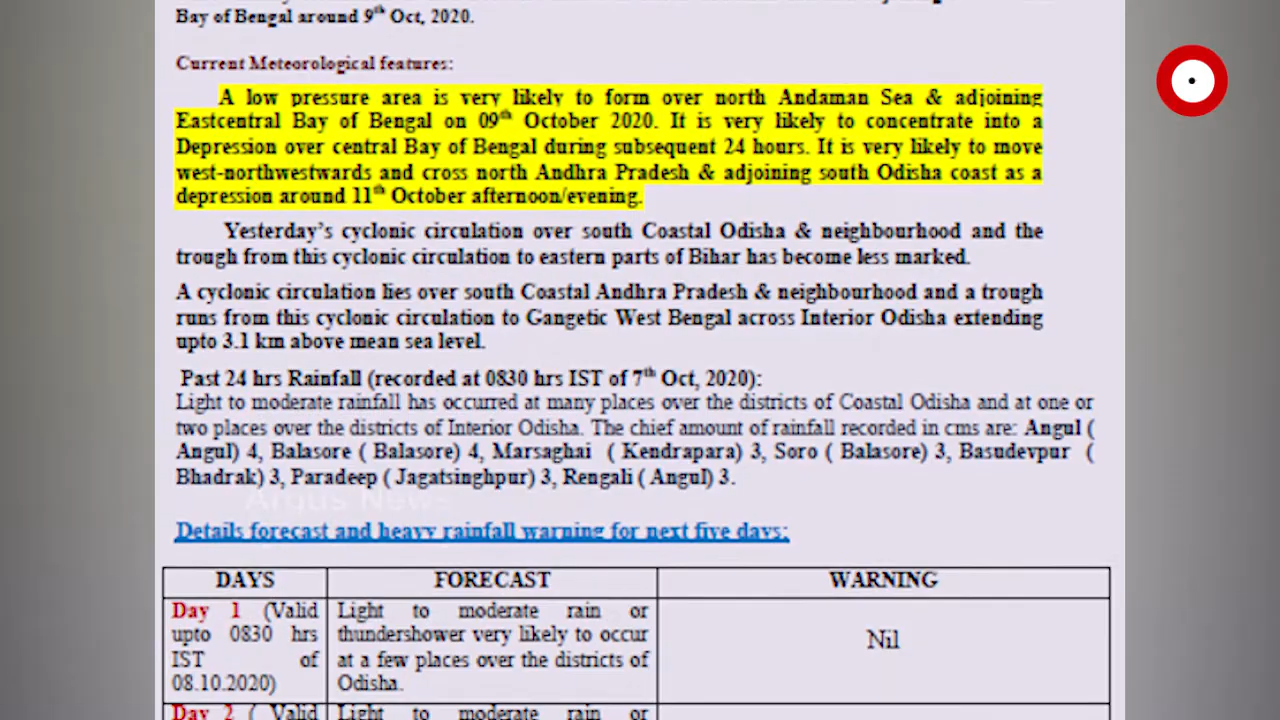 Bay of Bengal around 9th Oct, 2020.
Current Meteorological features:
A low pressure area is very likely to form over north Andaman Sea & adjoining
Eastcentral Bay of Bengal on 09th October 2020. It is very likely to concentrate into a
Depression over central Bay of Bengal during subsequent 24 hours. It is very likely to move
west-northwestwards and cross north Andhra Pradesh & adjoining south Odisha coast as a
depression around 11th October afternoon/evening.
Yesterday's cyclonic circulation over south Coastal Odisha & neighbourhood and the
trough from this cyclonic circulation to eastern parts of Bihar has become less marked.
A cyclonic circulation lies over south Coastal Andhra Pradesh & neighbourhood and a trough
runs from this cyclonic circulation to Gangetic West Bengal across Interior Odisha extending
upto 3.1 km above mean sea level.
Past 24 hrs Rainfall (recorded at 0830 hrs IST of 7th Oct, 2020):
Light to moderate rainfall has occurred at many places over the districts of Coastal Odisha and at one or
two places over the districts of Interior Odisha. The chief amount of rainfall recorded in cms are: Angul (
Angul) 4, Balasore ( Balasore) 4, Marsaghai ( Kendrapara) 3, Soro ( Balasore) 3, Basudevpur (
Bhadrak) 3, Paradeep ( Jagatsinghpur) 3, Rengali ( Angul) 3.
Argus News
Details forecast and heavy rainfall warning for next five days:
DAYS FORECAST WARNING
Day 1 (Valid Light to moderate rain or
upto 0830 hrs thundershower very likely to occur Nil
IST of at a few places over the districts of
08.10.2020) Odisha.
Day 2 ( Valid Light to moderate rain or